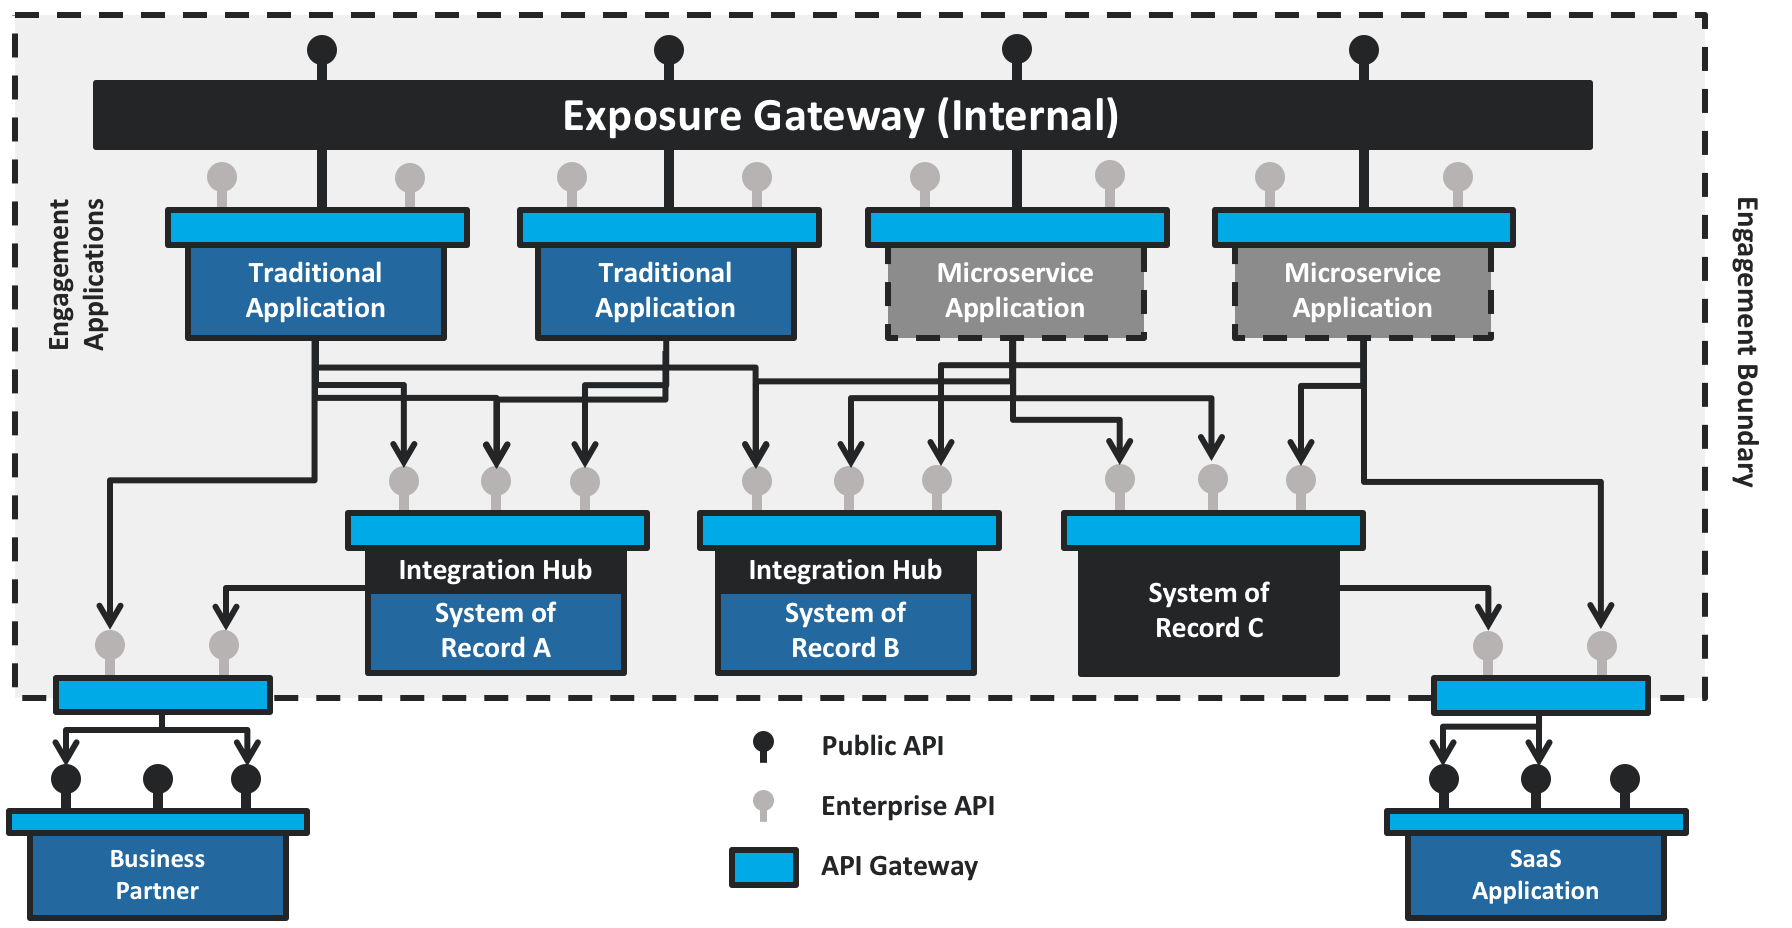 Exposure Gateway (Internal)
Engagement
Applications
Engagement Boundary
Traditional
Application
Traditional
Application
Microservice
Application
Microservice
Application
Integration Hub
System of
Record A
Integration Hub
System of
Record B
System of
Record C
Public API
Enterprise API
API Gateway
Business
Partner
SaaS
Application